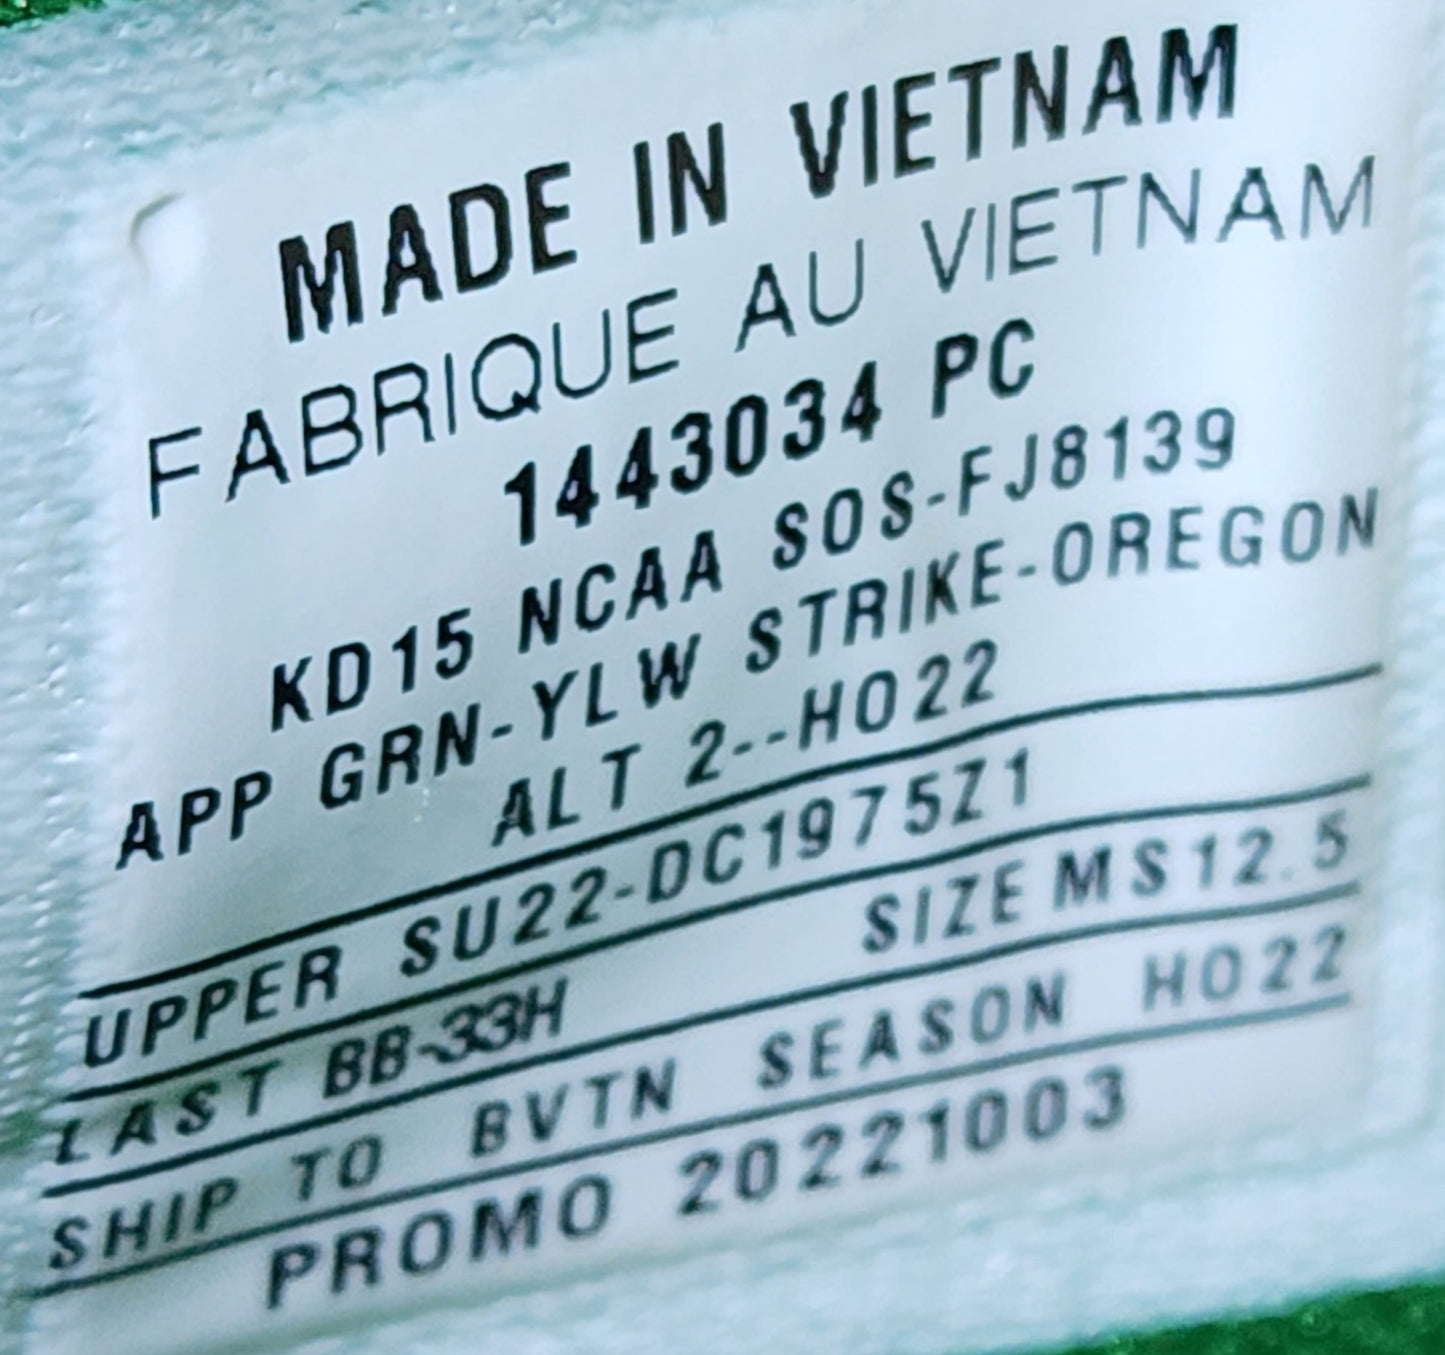 MADE IN VIETNAM
FABRIQUE AU VIETNAM
1443034 PC
KD15 NCAA SOS-FJ8139
APP GRN-YLW STRIKE-OREGON
ALT 2--HO22
UPPER SU22-DC1975Z1
LAST BB-33H SIZE MS12.5
SHIP TO BVTN SEASON HO22
PROMO 20221003